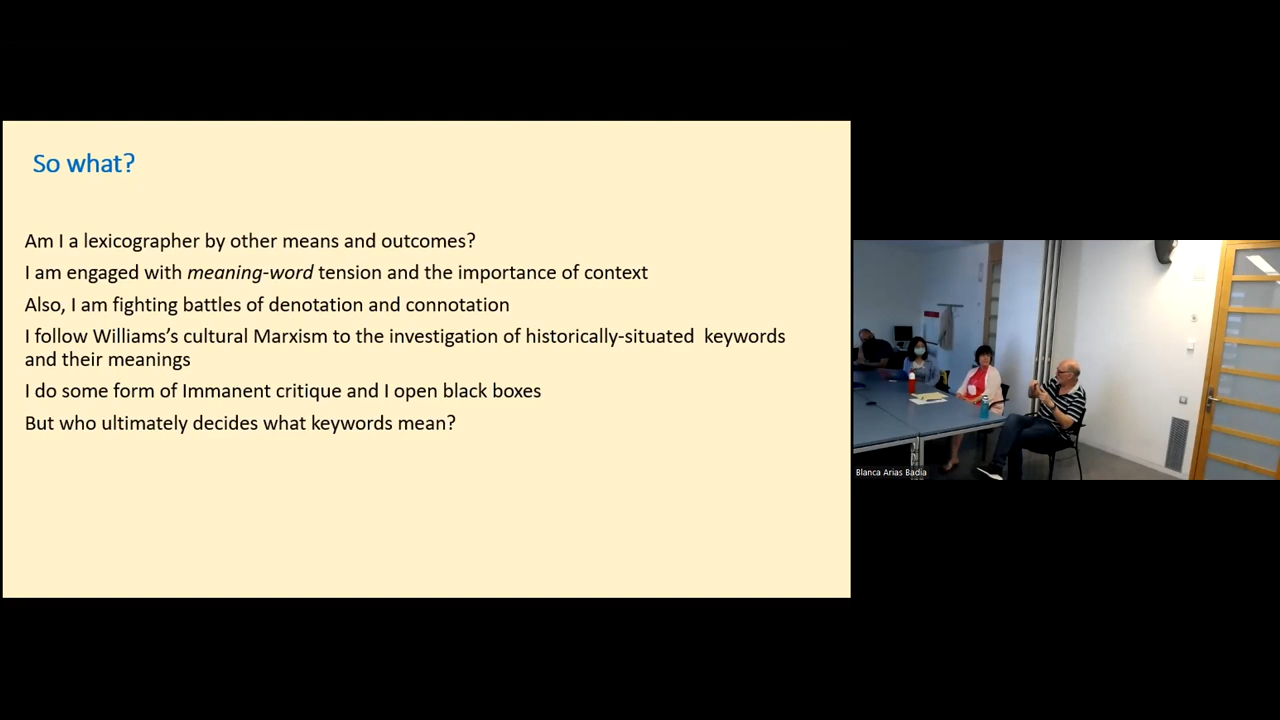 So what?
Am I a lexicographer by other means and outcomes?
I am engaged with meaning-word tension and the importance of context
Also, I am fighting battles of denotation and connotation
I follow Williams’s cultural Marxism to the investigation of historically-situated  keywords
and their meanings
I do some form of Immanent critique and I open black boxes
But who ultimately decides what keywords mean?
Blanca Arias Badia